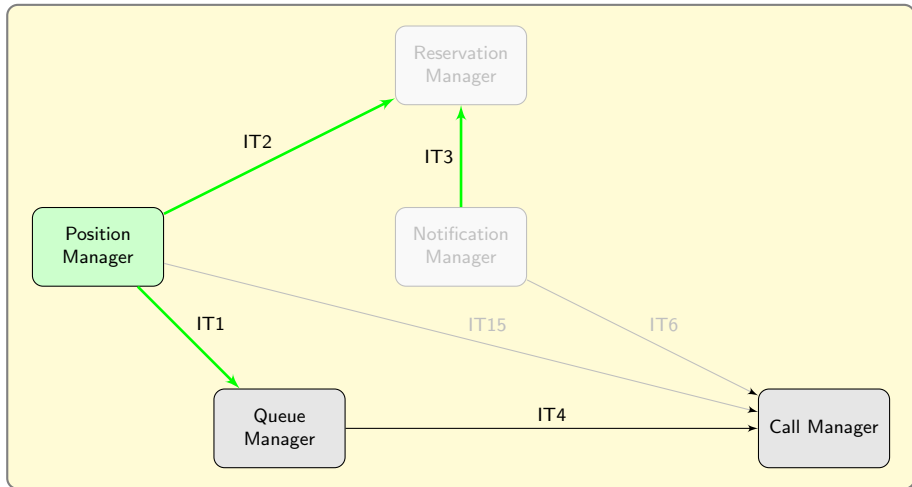 Reservation
Manager
IT2
IT3
Position
Manager
Notification
Manager
IT1
IT15
IT6
Queue
Manager
IT4
Call Manager